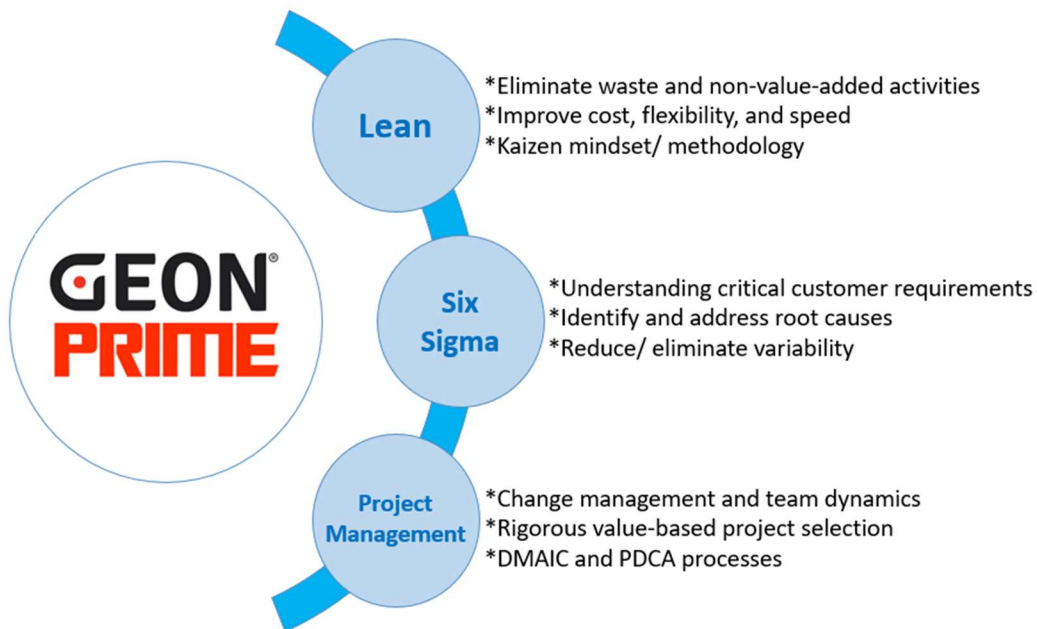 Lean
*Eliminate waste and non-value-added activities
*Improve cost, flexibility, and speed
*Kaizen mindset/ methodology
GEON®
PRIME
Six
Sigma
*Understanding critical customer requirements
*Identify and address root causes
*Reduce/ eliminate variability
Project
Management
*Change management and team dynamics
*Rigorous value-based project selection
*DMAIC and PDCA processes